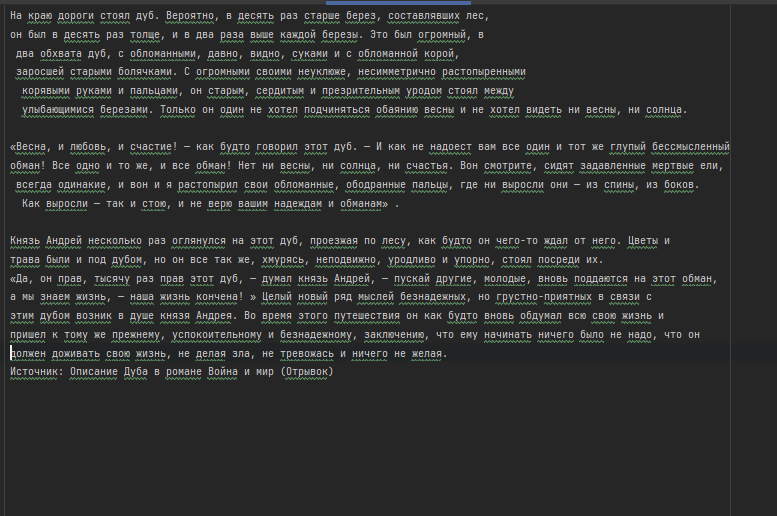 На краю дороги стоял дуб. Вероятно, в десять раз старше берез, составлявших лес,
он был в десять раз толще, и в два раза выше каждой березы. Это был огромный, в
два обхвата дуб, с обломанными, давно, видно, суками и с обломанной корой,
заросшей старыми болячками. С огромными своими неуклюже, несимметрично растопыренными
корявыми руками и пальцами, он старым, сердитым и презрительным уродом стоял между
улыбающимися березами. Только он один не хотел подчиняться обаянию весны и не хотел видеть ни весны, ни солнца.
«Весна, и любовь, и счастие! — как будто говорил этот дуб. — И как не надоест вам все один и тот же глупый бессмысленный
обман! Все одно и то же, и все обман! Нет ни весны, ни солнца, ни счастья. Вон смотрите, сидят задавленные мертвые ели,
всегда одинакие, и вон и я растопырил свои обломанные, ободранные пальцы, где ни выросли они — из спины, из боков.
Как выросли — так и стою, и не верю вашим надеждам и обманам» .
Князь Андрей несколько раз оглянулся на этот дуб, проезжая по лесу, как будто он чего-то ждал от него. Цветы и
трава были и под дубом, но он все так же, хмурясь, неподвижно, уродливо и упорно, стоял посреди их.
«Да, он прав, тысячу раз прав этот дуб, — думал князь Андрей, — пускай другие, молодые, вновь поддаются на этот обман,
а мы знаем жизнь, — наша жизнь кончена! » Целый новый ряд мыслей безнадежных, но грустно-приятных в связи с
этим дубом возник в душе князя Андрея. Во время этого путешествия он как будто вновь обдумал всю свою жизнь и
пришел к тому же прежнему, успокоительному и безнадежному, заключению, что ему начинать ничего было не надо, что он
должен доживать свою жизнь, не делая зла, не тревожась и ничего не желая.
Источник: Описание Дуба в романе Война и мир (Отрывок)